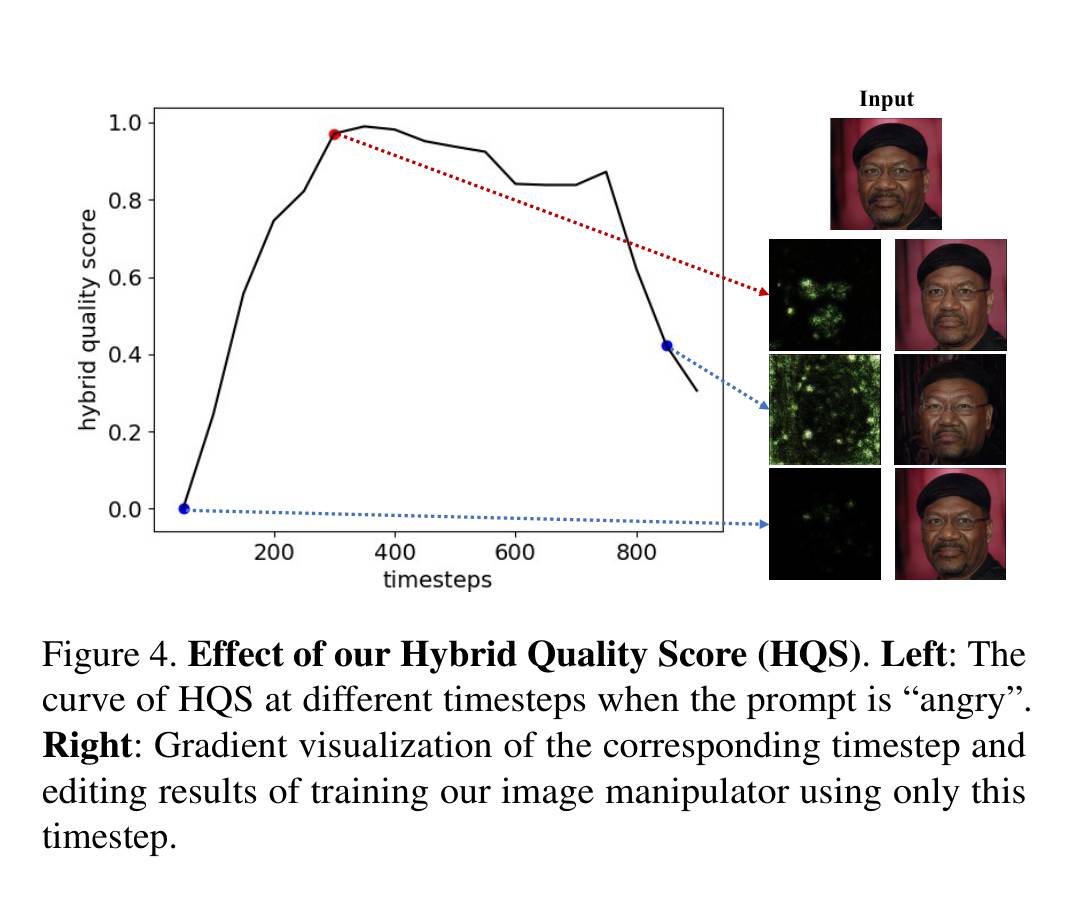 Input
1.0
0.8
0.6
0.4
0.2
0.0
hybrid quality score
200 400 600 800
timesteps
Figure 4. Effect of our Hybrid Quality Score (HQS). Left: The
curve of HQS at different timesteps when the prompt is “angry”.
Right: Gradient visualization of the corresponding timestep and
editing results of training our image manipulator using only this
timestep.